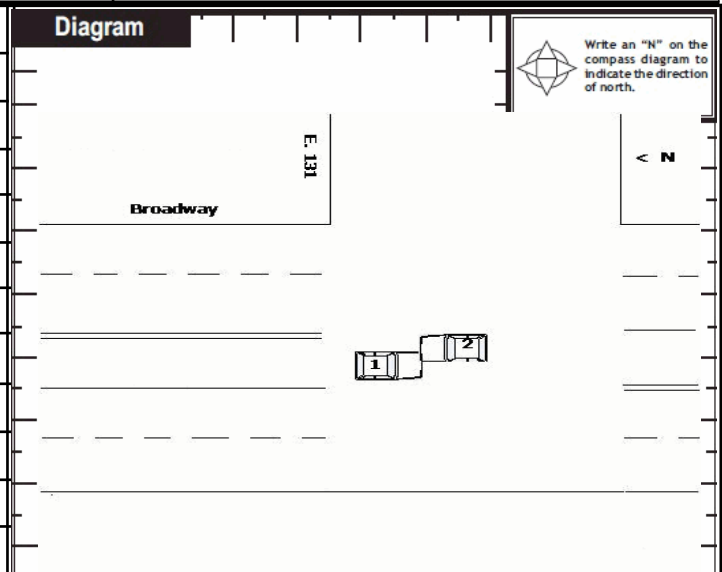 Diagram
Write an “N” on the
compass diagram to
indicate the direction
of north.
E. 131
< N
Broadway
2
1